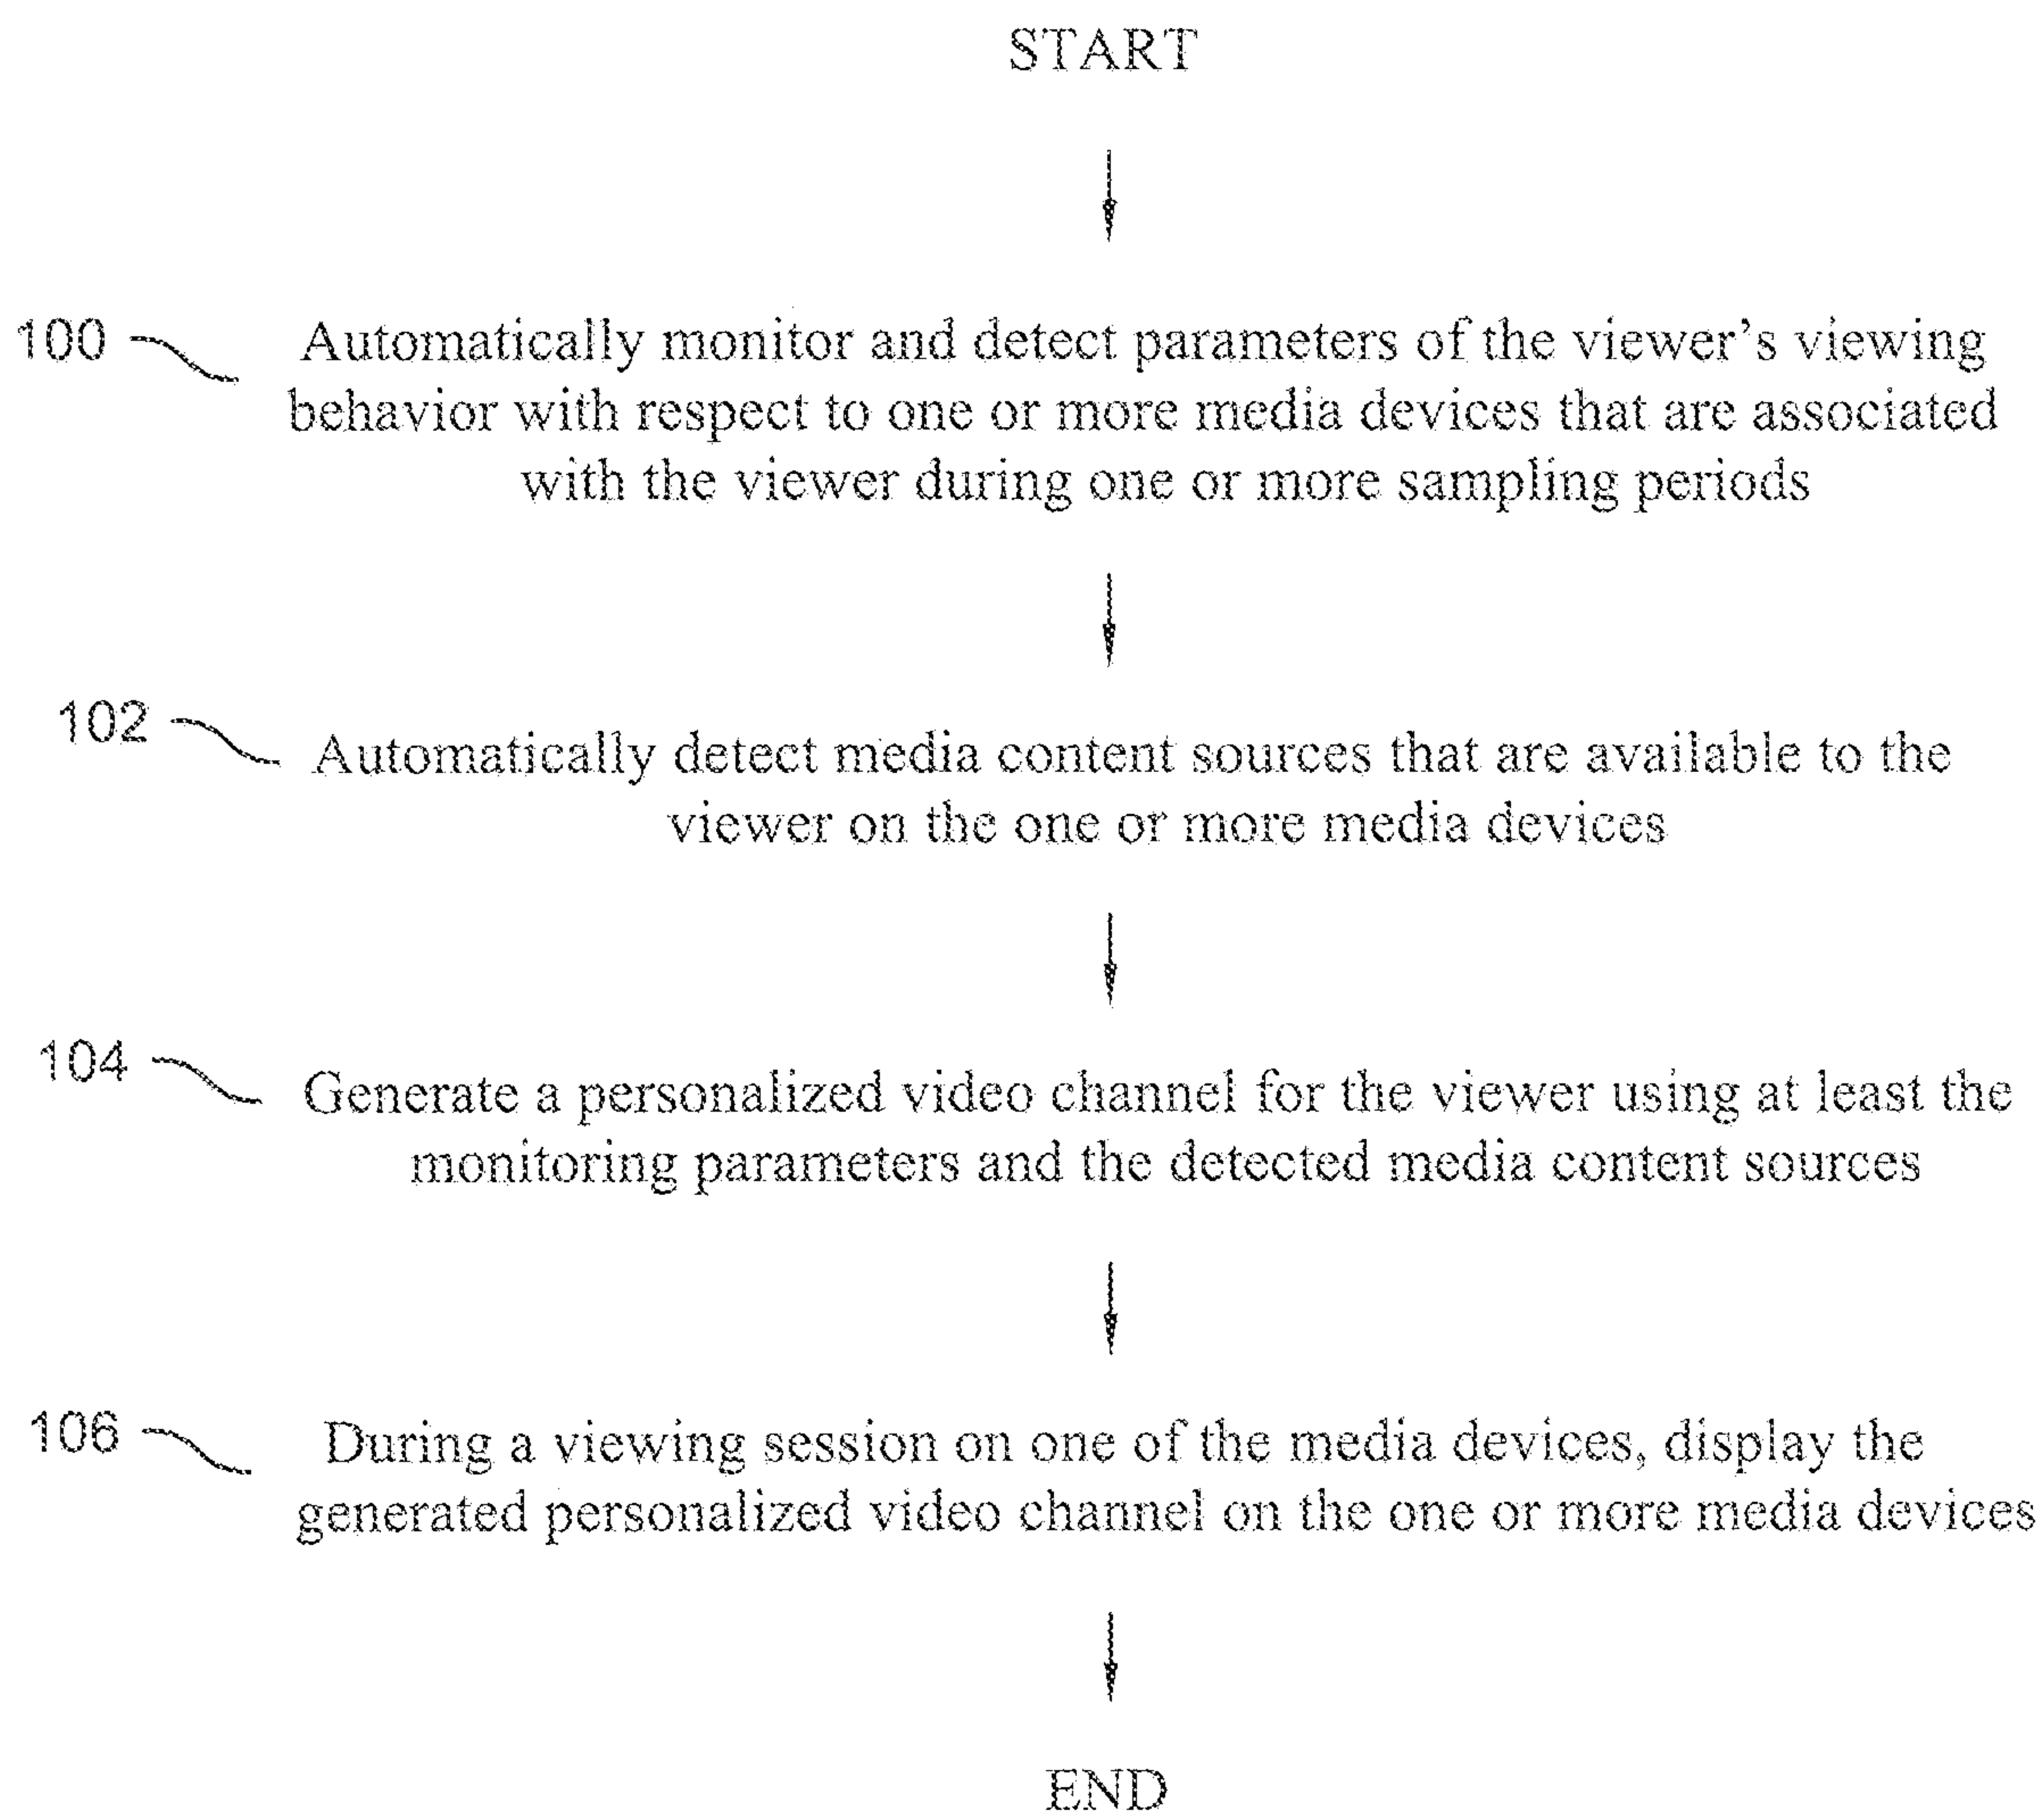 START
100
Automatically monitor and detect parameters of the viewer's viewing
behavior with respect to one or more media devices that are associated
with the viewer during one or more sampling periods
102
Automatically detect media content sources that are available to the
viewer on the one or more media devices
104
Generate a personalized video channel for the viewer using at least the
monitoring parameters and the detected media content sources
106
During a viewing session on one of the media devices, display the
generated personalized video channel on the one or more media devices
END